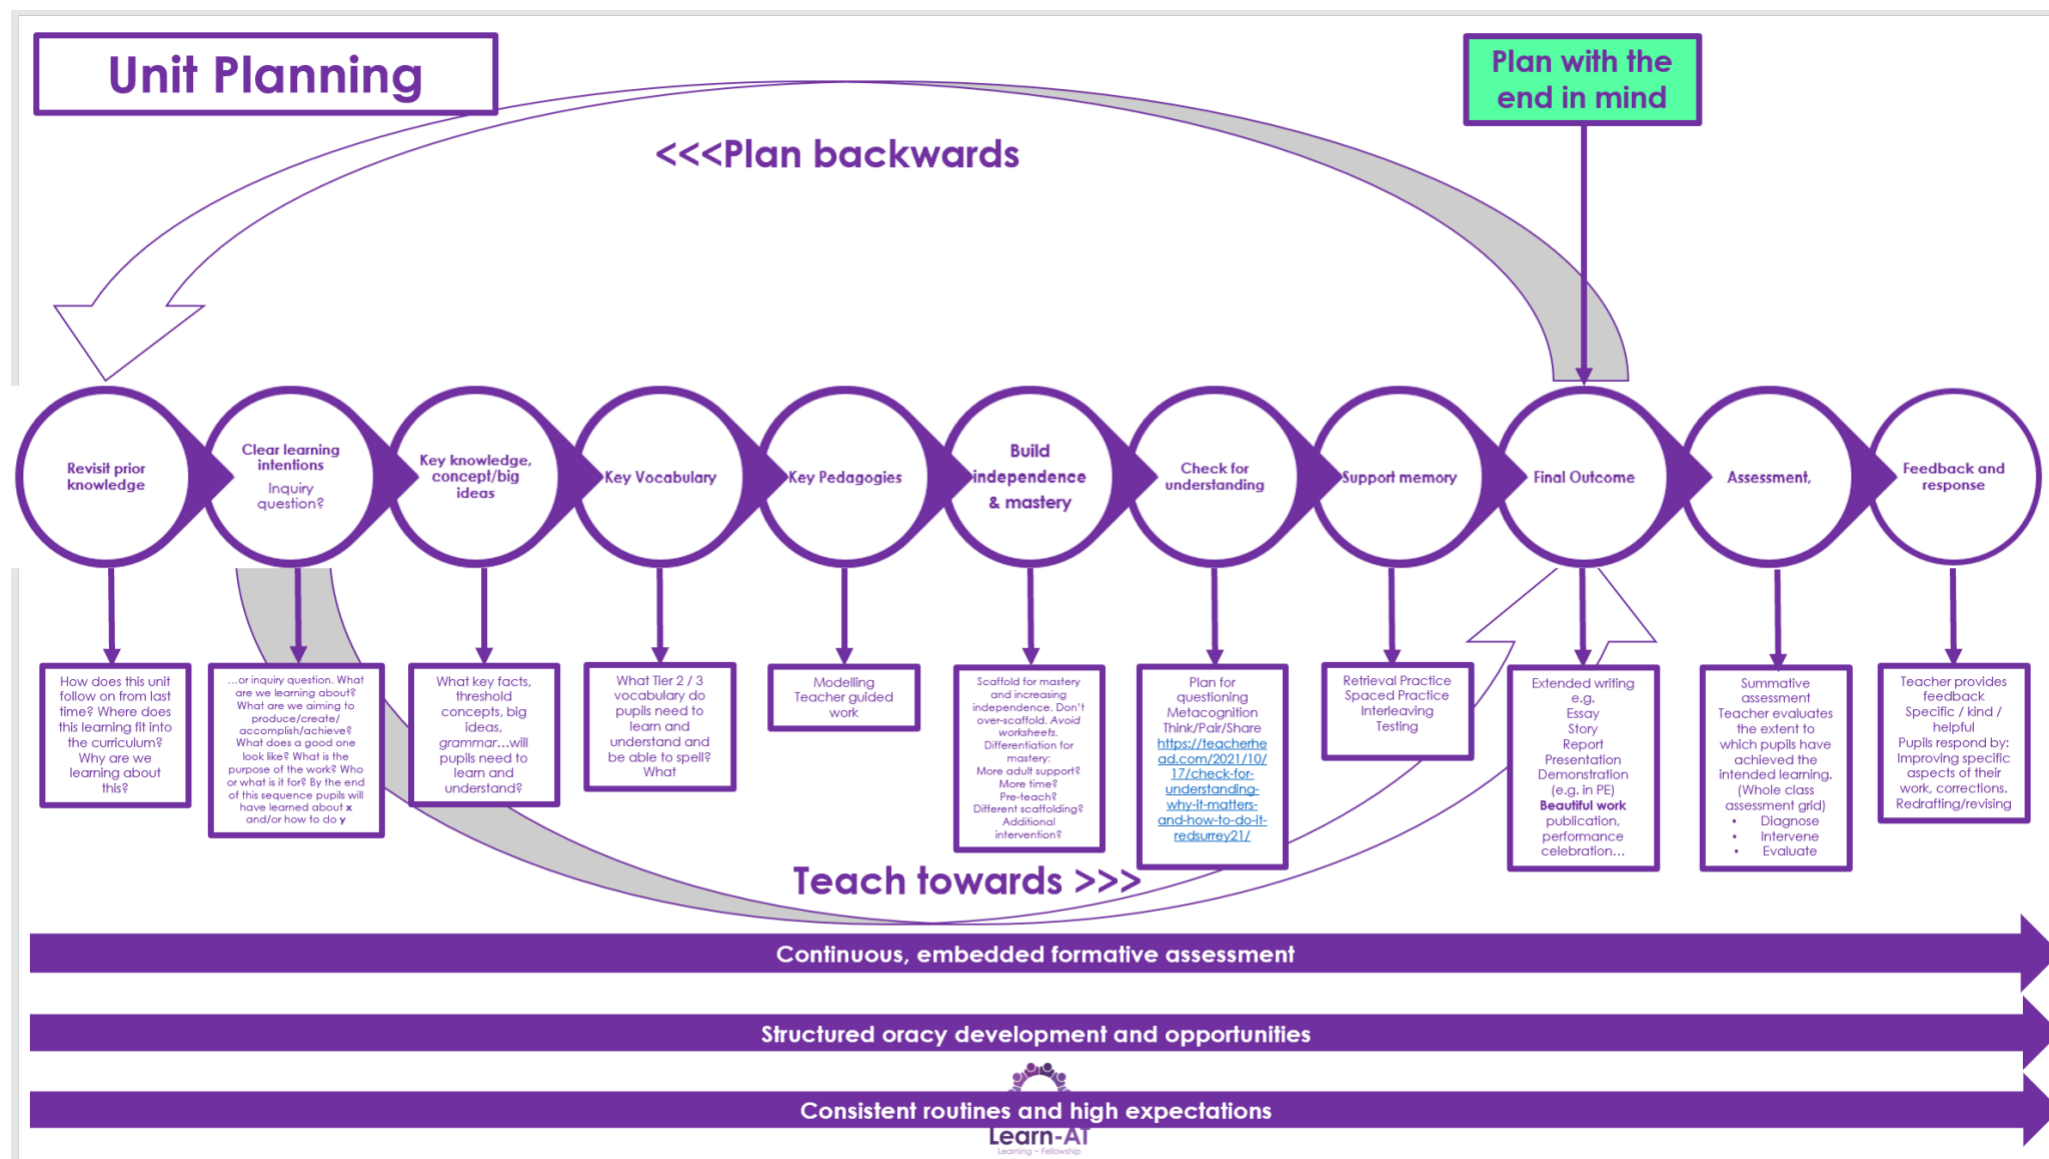 Unit Planning
Plan with the
end in mind
<<<Plan backwards
Revisit prior
knowledge
Clear learning
intentions
Inquiry
question?
Key knowledge,
concept/big
ideas
Key Vocabulary
Key Pedagogies
Build
independence
& mastery
Check for
understanding
Support memory
Final Outcome
Assessment,
Feedback and
response
How does this unit
follow on from last
time? Where does
this learning fit into
the curriculum?
Why are we
learning about
this?
...or inquiry question. What
are we learning about?
What are we aiming to
produce/create/
accomplish/achieve?
What does a good one
look like? What is the
purpose of the work? Who
or what is it for? By the end
of this sequence pupils will
have learned about x
and/or how to do y
What key facts,
threshold
concepts, big
ideas,
grammar...will
pupils need to
learn and
understand?
What Tier 2 / 3
vocabulary do
pupils need to
learn and
understand and
be able to spell?
What
Modelling
Teacher guided
work
Scaffold for mastery
and increasing
independence. Don't
over-scaffold. Avoid
worksheets.
Differentiation for
mastery:
More adult support?
More time?
Pre-teach?
Different scaffolding?
Additional
intervention?
Plan for
questioning
Metacognition
Think/Pair/Share
https://teacherhe
ad.com/2021/10/
17/check-for-
understanding-
why-it-matters-
and-how-to-do-it-
redsurrey21/
Retrieval Practice
Spaced Practice
Interleaving
Testing
Extended writing
e.g.
Essay
Story
Report
Presentation
Demonstration
(e.g. in PE)
Beautiful work
publication,
performance
celebration...
Summative
assessment
Teacher evaluates
the extent to
which pupils have
achieved the
intended learning.
(Whole class
assessment grid)
• Diagnose
• Intervene
• Evaluate
Teacher provides
feedback
Specific / kind /
helpful
Pupils respond by:
Improving specific
aspects of their
work, corrections.
Redrafting/revising
Teach towards >>>
Continuous, embedded formative assessment
Structured oracy development and opportunities
Consistent routines and high expectations
Learn-AT
Learning ~ Fellowship